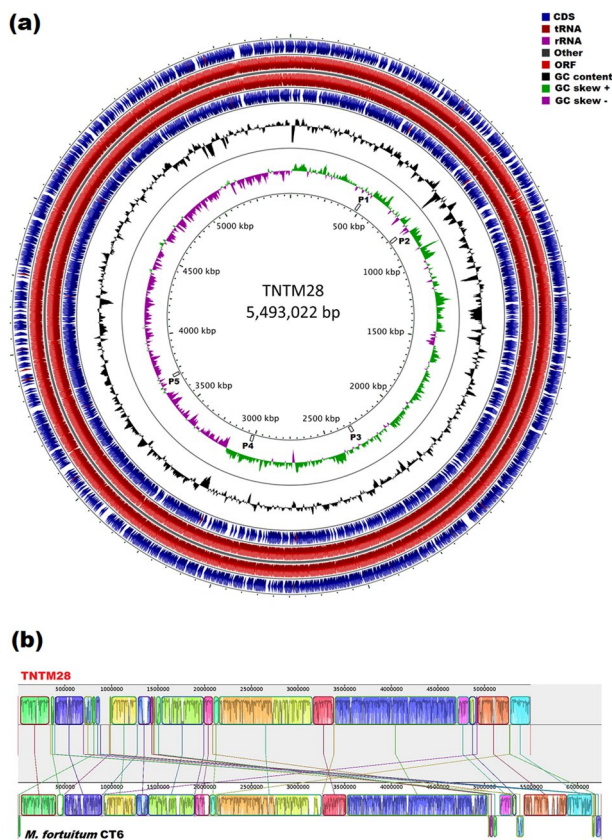 (a)
CDS
tRNA
rRNA
Other
ORF
GC content
GC skew +
GC skew -
P1
500 kbp
5000 kbp
P2
1000 kbp
4500 kbp
TNTM28
5,493,022 bp
4000 kbp
1500 kbp
P5
3500 kbp
2000 kbp
3000 kbp
2500 kbp
P4
P3
(b)
TNTM28
500000 1000000 1500000 2000000 2500000 3000000 3500000 4000000 4500000 5000000
500000 1000000 1500000 2000000 2500000 3000000 3500000 4000000 4500000 5000000 5500000 6000000
M. fortuitum CT6